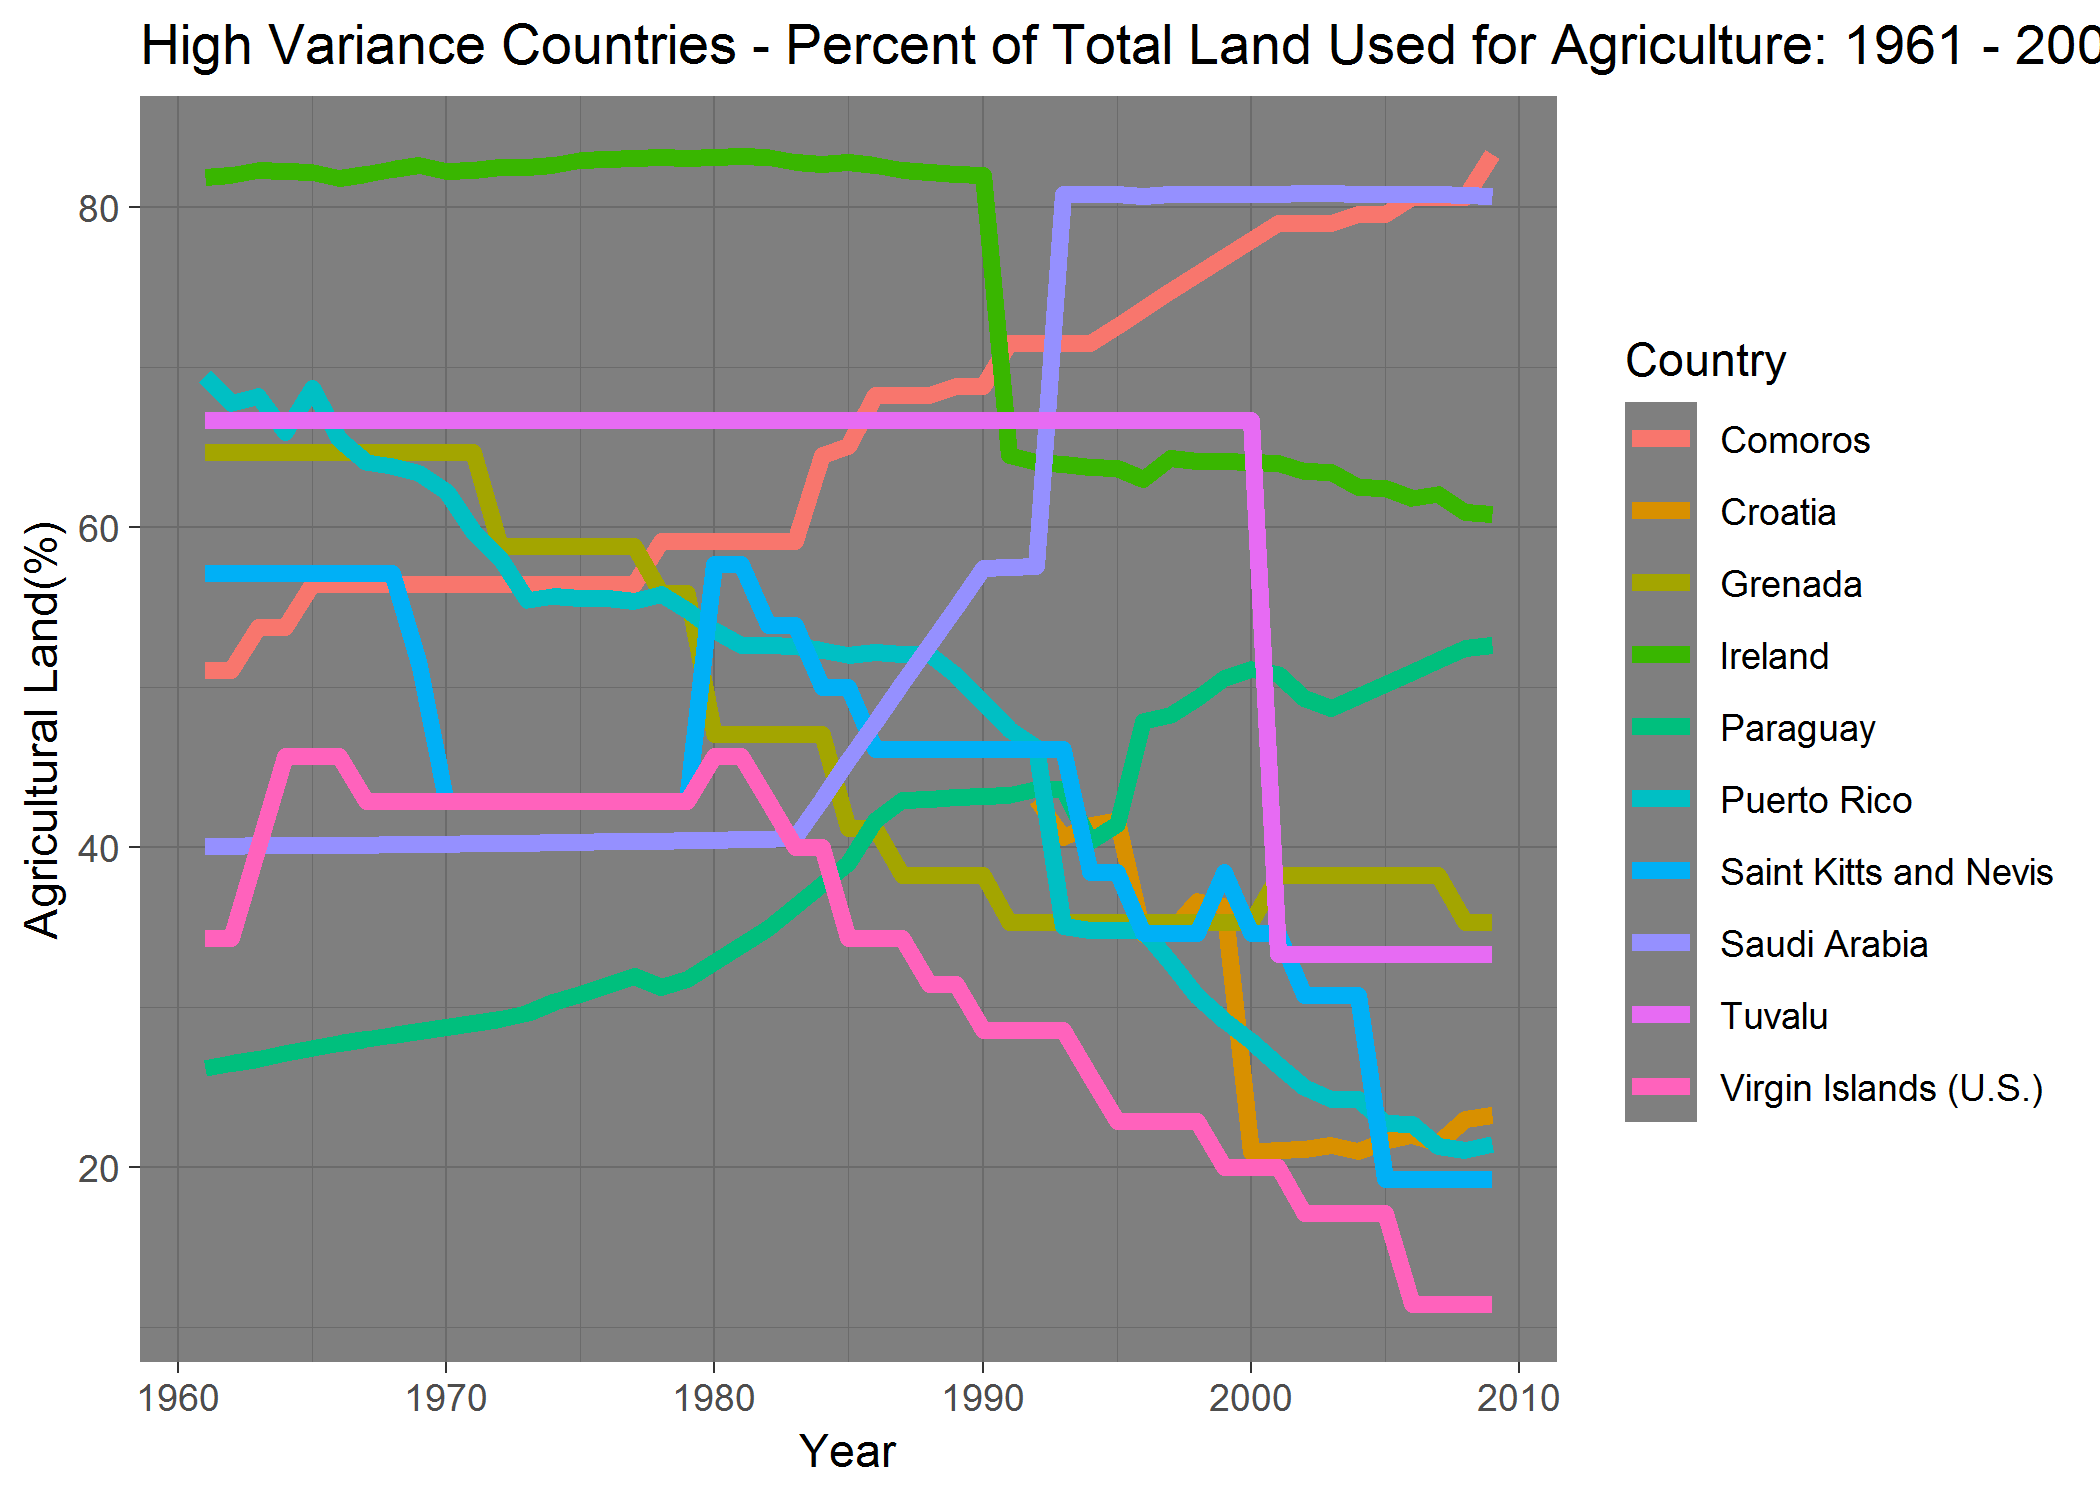 High Variance Countries - Percent of Total Land Used for Agriculture: 1961 - 200
Agricultural Land(%)
80
60
40
20
1960
1970
1980
1990
2000
2010
Year
Country
Comoros
Croatia
Grenada
Ireland
Paraguay
Puerto Rico
Saint Kitts and Nevis
Saudi Arabia
Tuvalu
Virgin Islands (U.S.)